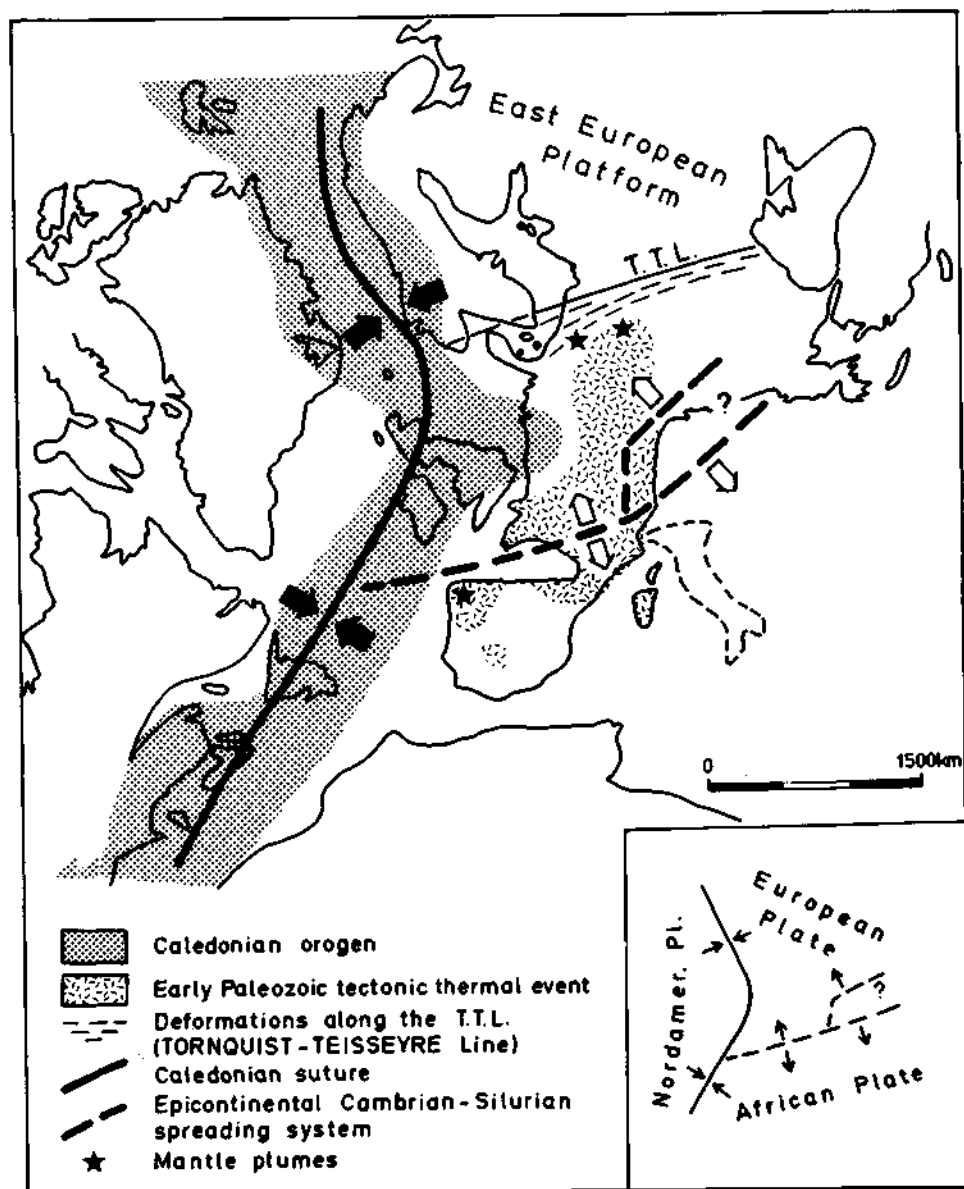 East European
Platform
T.T.L.
?
0 1500km
Caledonian orogen
Early Paleozoic tectonic thermal event
Deformations along the T.T.L.
(TORNQUIST-TEISSEYRE Line)
Caledonian suture
Epicontinental Cambrian-Silurian
spreading system
Mantle plumes
European
Plate
Nordamer. Pl.
?
African Plate